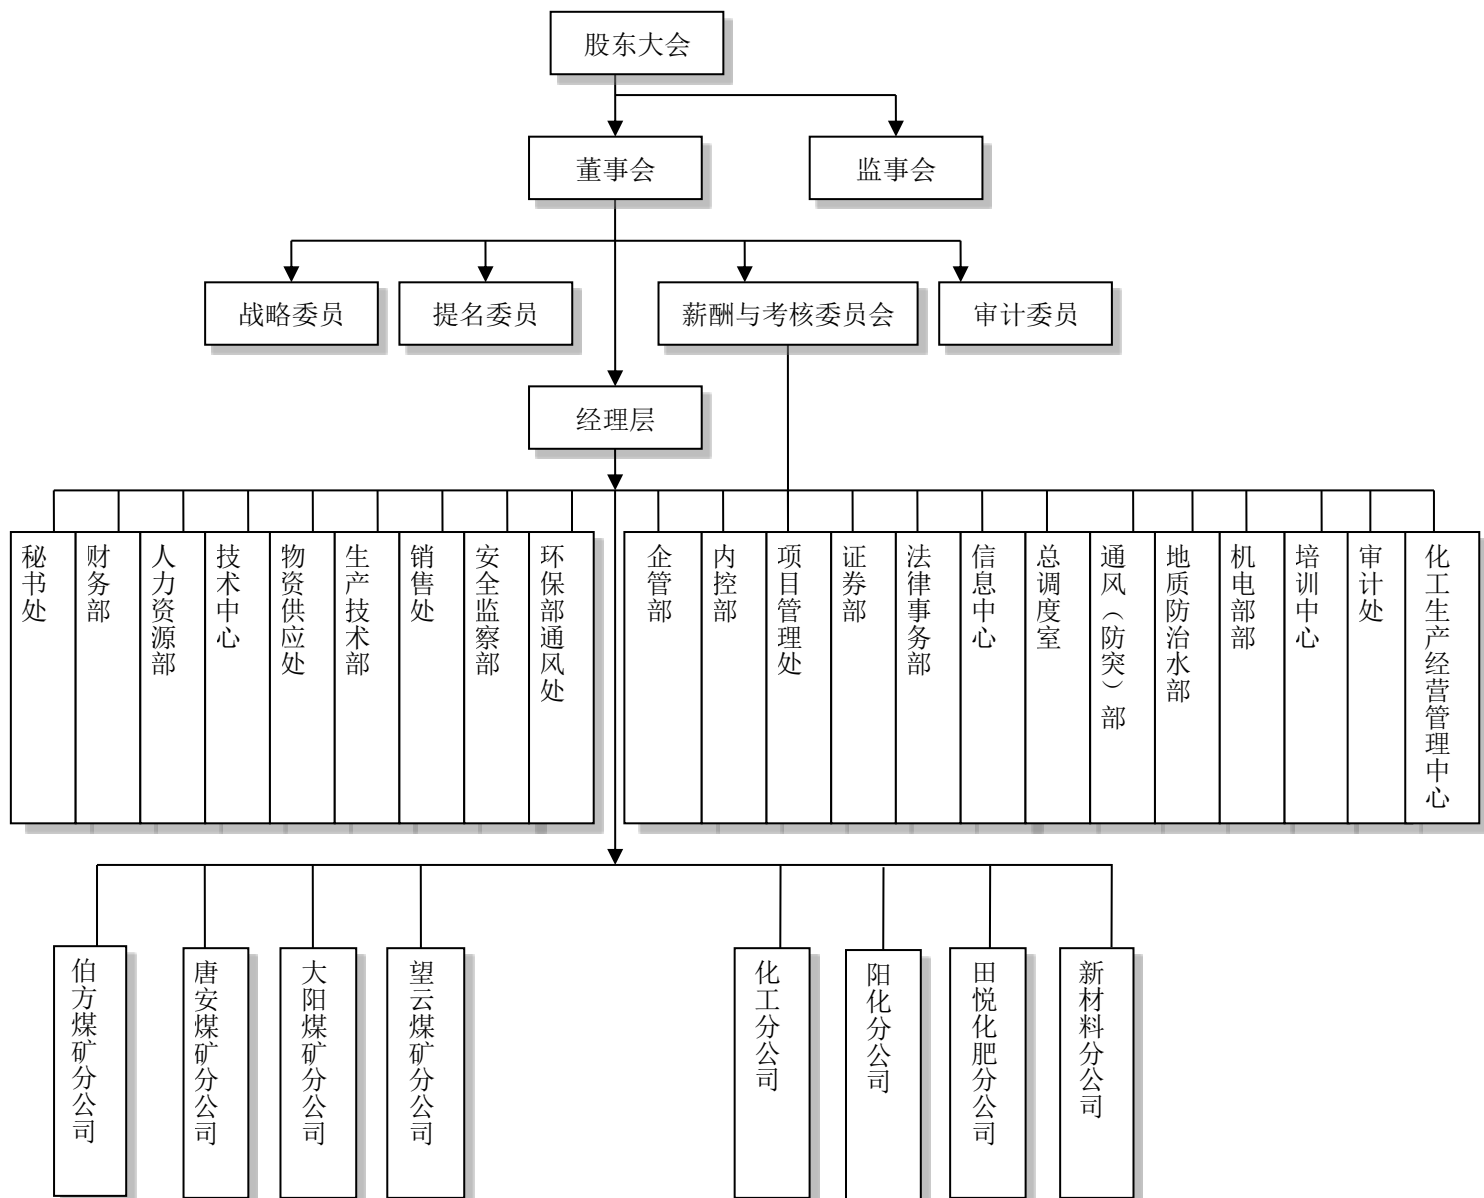 股东大会
董事会
监事会
战略委员
提名委员
薪酬与考核委员会
审计委员
经理层
秘书处
财务部
人力资源部
技术中心
物资供应处
生产技术部
销售处
安全监察部
环保部通风处
企管部
内控部
项目管理处
证券部
法律事务部
信息中心
总调度室
通风（防突）部
地质防治水部
机电部部
培训中心
审计处
化工生产经营管理中心
伯方煤矿分公司
唐安煤矿分公司
大阳煤矿分公司
望云煤矿分公司
化工分公司
阳化分公司
田悦化肥分公司
新材料分公司